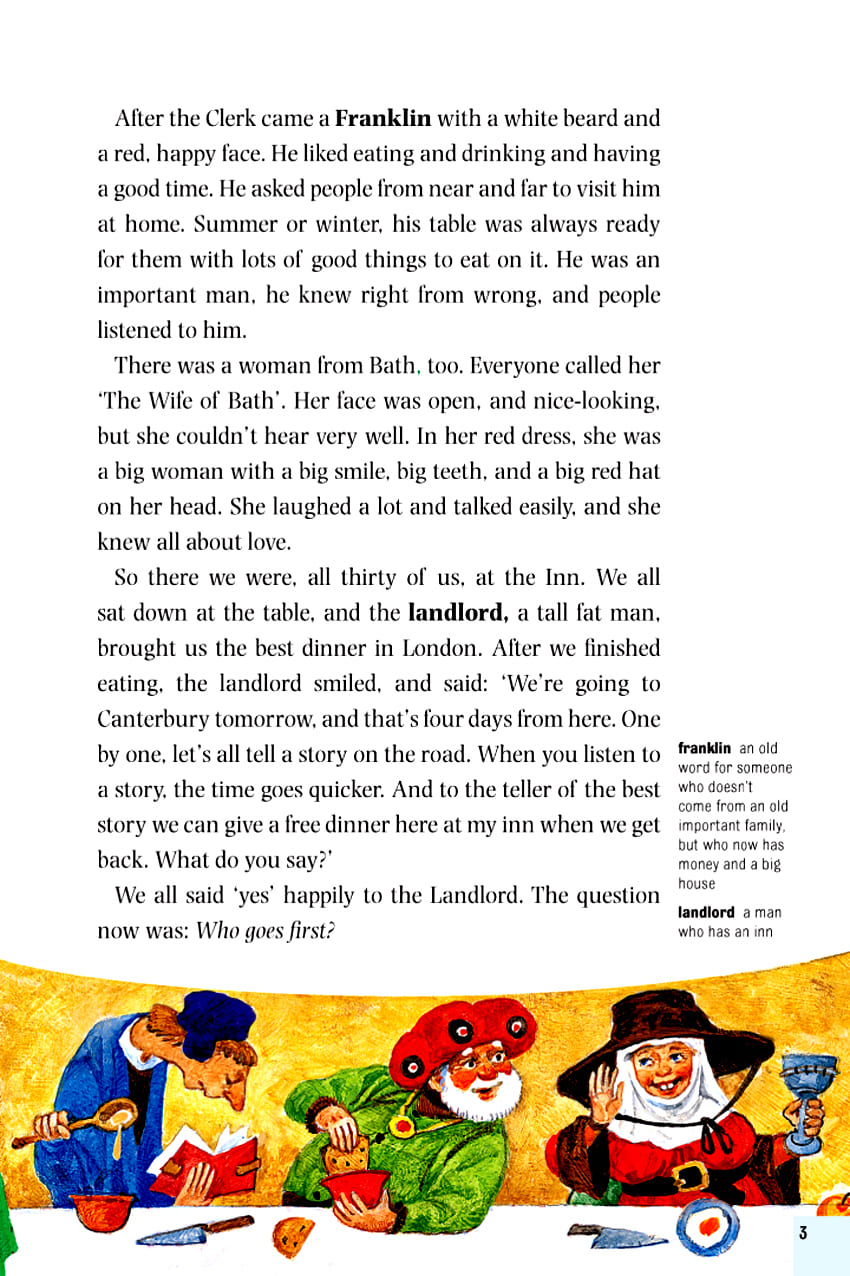 After the Clerk came a Franklin with a white beard and
a red, happy face. He liked eating and drinking and having
a good time. He asked people from near and far to visit him
at home. Summer or winter, his table was always ready
for them with lots of good things to eat on it. He was an
important man, he knew right from wrong, and people
listened to him.
There was a woman from Bath, too. Everyone called her
‘The Wife of Bath’. Her face was open, and nice-looking,
but she couldn’t hear very well. In her red dress, she was
a big woman with a big smile, big teeth, and a big red hat
on her head. She laughed a lot and talked easily, and she
knew all about love.
So there we were, all thirty of us, at the Inn. We all
sat down at the table, and the landlord, a tall fat man,
brought us the best dinner in London. After we finished
eating, the landlord smiled, and said: ‘We’re going to
Canterbury tomorrow, and that’s four days from here. One
by one, let’s all tell a story on the road. When you listen to
a story, the time goes quicker. And to the teller of the best
story we can give a free dinner here at my inn when we get
back. What do you say?’
We all said ‘yes’ happily to the Landlord. The question
now was: Who goes first?
franklin an old
word for someone
who doesn’t
come from an old
important family,
but who now has
money and a big
house
landlord a man
who has an inn
3